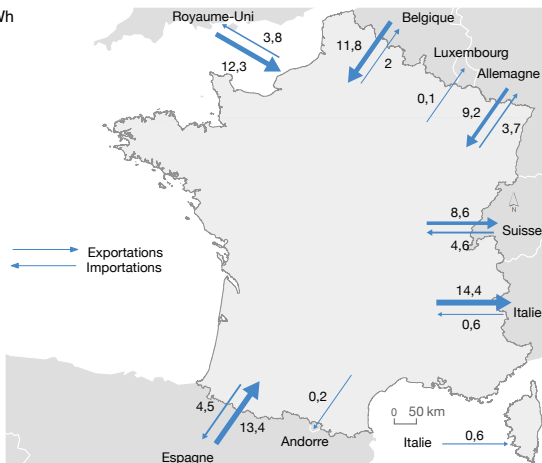 Wh
Royaume-Uni
Belgique
3,8
11,8
Luxembourg
12,3
2
Allemagne
0,1
9,2
3,7
N
8,6
Suisse
4,6
Exportations
Importations
14,4
Italie
0,6
0,2
4,5
13,4
0 50 km
Andorre
Italie
0,6
Espagne